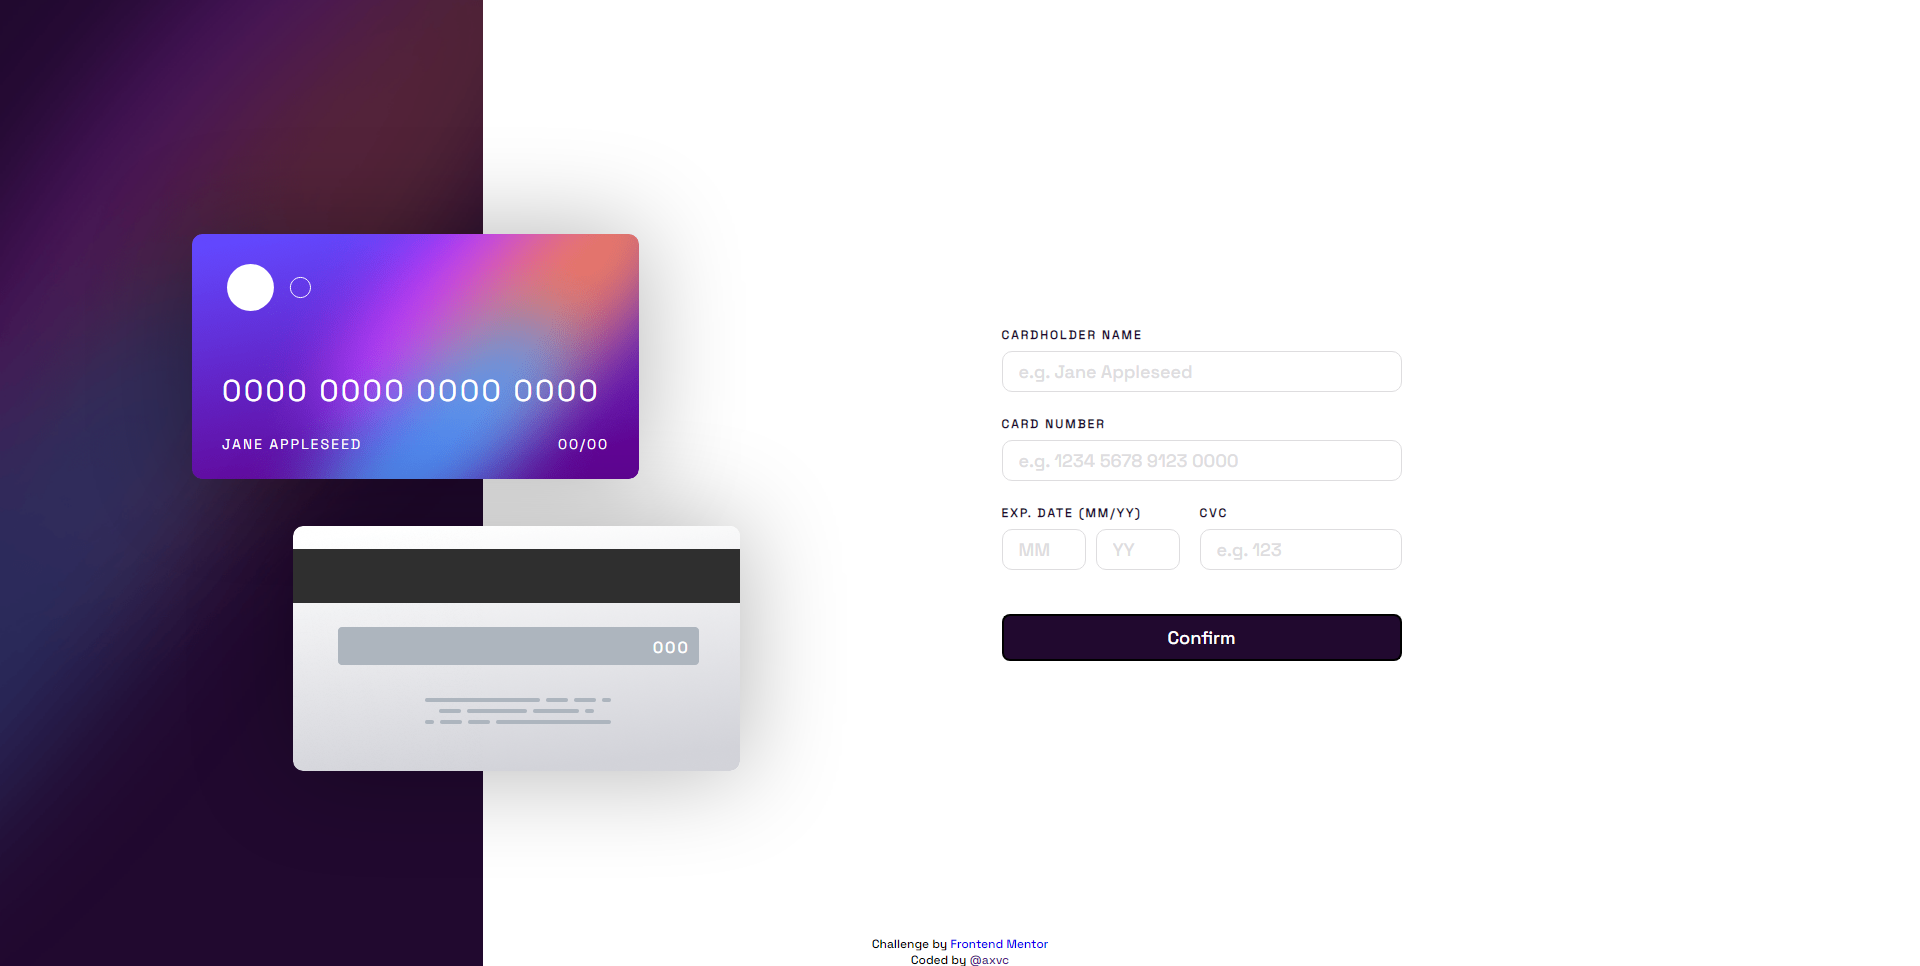 0000 0000 0000 0000
JANE APPLESEED 00/00
000
CARDHOLDER NAME
e.g. Jane Appleseed
CARD NUMBER
e.g. 1234 5678 9123 0000
EXP. DATE (MM/YY) CVC
MM YY e.g. 123
Confirm
Challenge by Frontend Mentor
Coded by @axvc